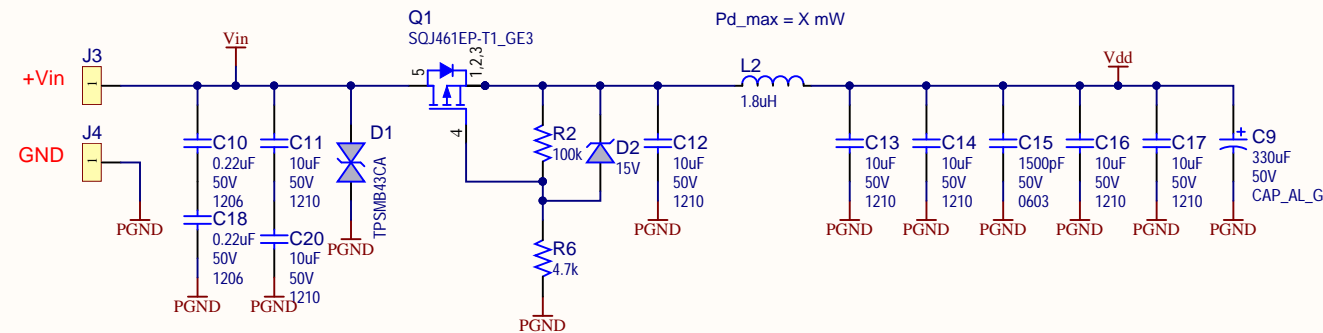 Q1
SQJ461EP-T1_GE3
Pd_max = X mW
Vin
J3
+Vin
1
5
1,2,3
4
L2
1.8uH
Vdd
J4
GND
1
PGND
C10
0.22uF
50V
1206
C18
0.22uF
50V
1206
PGND
C11
10uF
50V
1210
C20
10uF
50V
1210
PGND
D1
TPSMB43CA
PGND
R2
100k
D2
15V
R6
4.7k
PGND
C12
10uF
50V
1210
PGND
C13
10uF
50V
1210
PGND
C14
10uF
50V
1210
PGND
C15
1500pF
50V
0603
PGND
C16
10uF
50V
1210
PGND
C17
10uF
50V
1210
PGND
+
C9
330uF
50V
CAP_AL_G
PGND